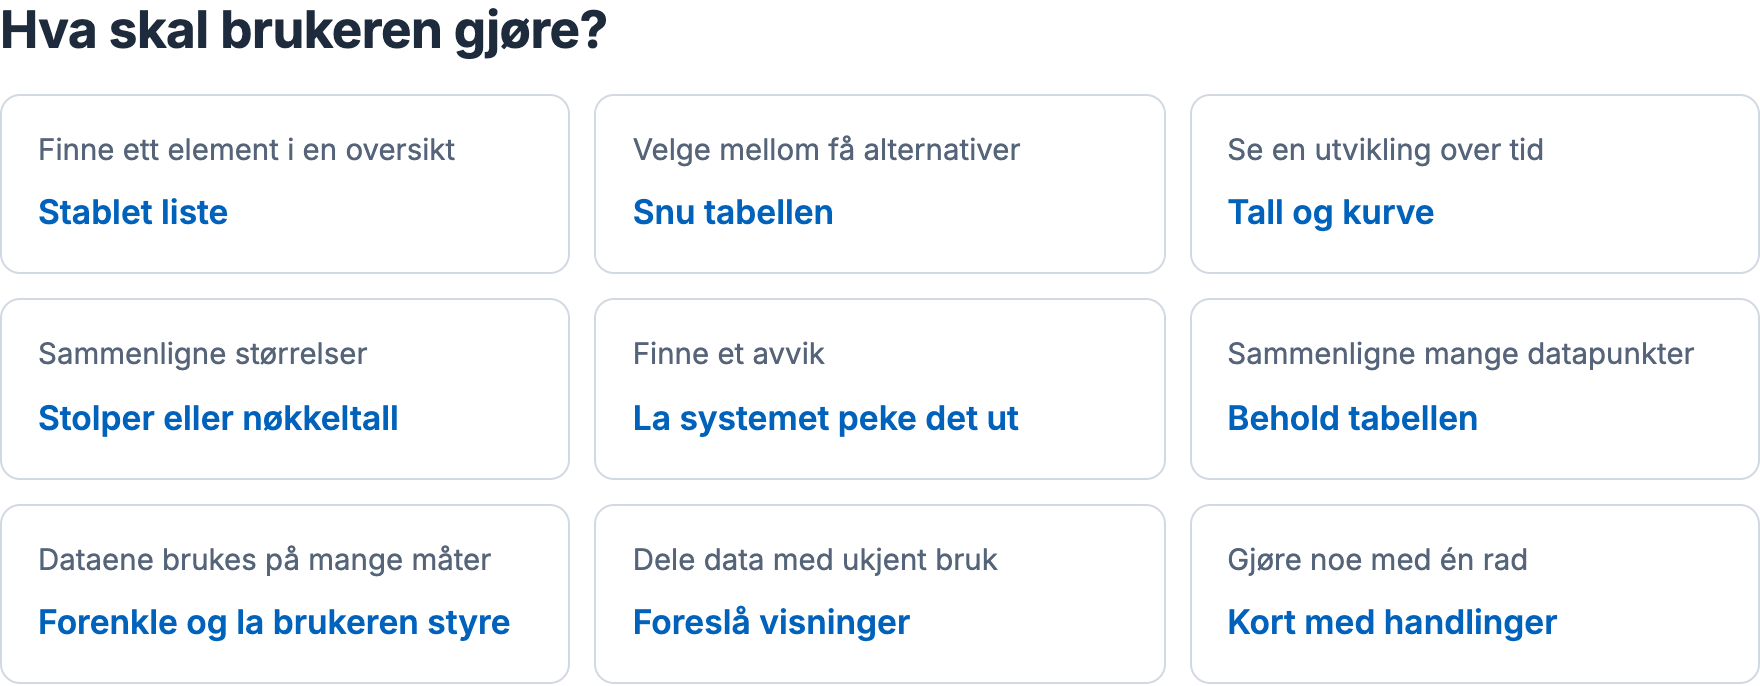 Hva skal brukeren gjøre?
Finne ett element i en oversikt
Stablet liste
Velge mellom få alternativer
Snu tabellen
Se en utvikling over tid
Tall og kurve
Sammenligne størrelser
Stolper eller nøkkeltall
Finne et avvik
La systemet peke det ut
Sammenligne mange datapunkter
Behold tabellen
Dataene brukes på mange måter
Forenkle og la brukeren styre
Dele data med ukjent bruk
Foreslå visninger
Gjøre noe med én rad
Kort med handlinger